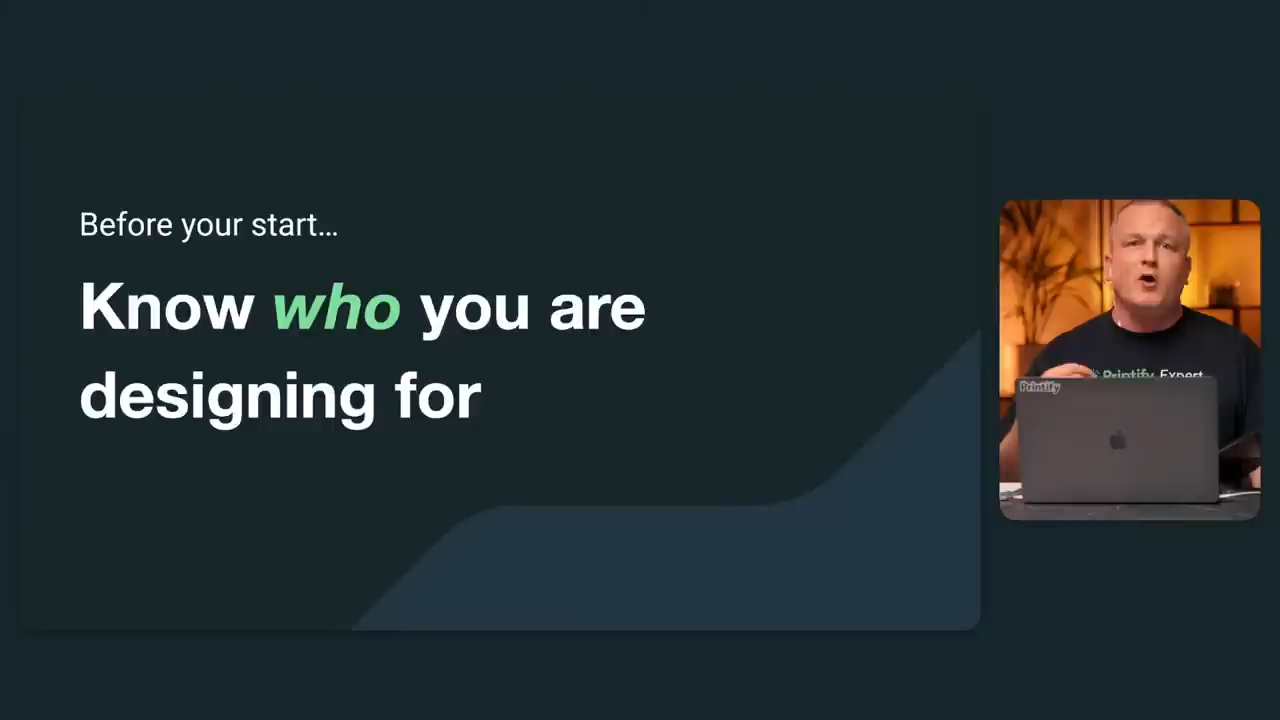 Before your start...
Know who you are
designing for
Printify Expert
Printify